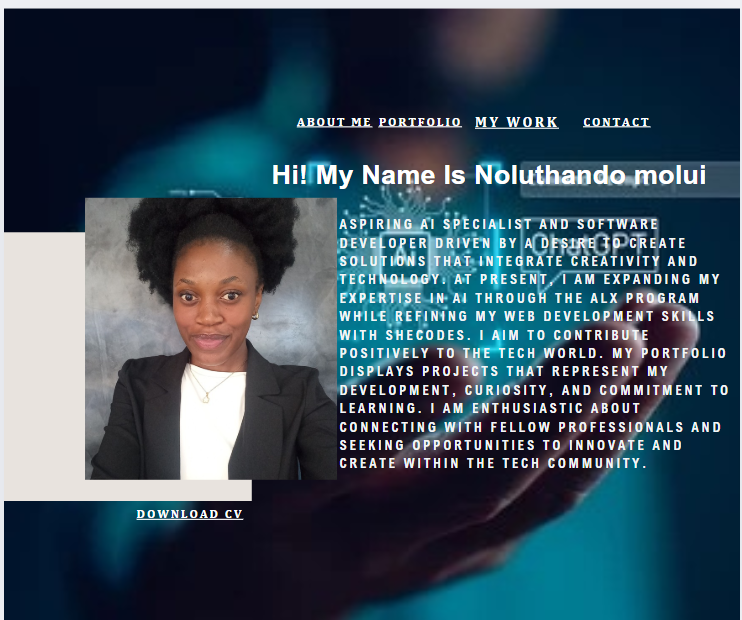 ABOUT ME PORTFOLIO MY WORK CONTACT
Hi! My Name Is Noluthando molui
ASPIRING AI SPECIALIST AND SOFTWARE
DEVELOPER DRIVEN BY A DESIRE TO CREATE
SOLUTIONS THAT INTEGRATE CREATIVITY AND
TECHNOLOGY. AT PRESENT, I AM EXPANDING MY
EXPERTISE IN AI THROUGH THE ALX PROGRAM
WHILE REFINING MY WEB DEVELOPMENT SKILLS
WITH SHECODES. I AIM TO CONTRIBUTE
POSITIVELY TO THE TECH WORLD. MY PORTFOLIO
DISPLAYS PROJECTS THAT REPRESENT MY
DEVELOPMENT, CURIOSITY, AND COMMITMENT TO
LEARNING. I AM ENTHUSIASTIC ABOUT
CONNECTING WITH FELLOW PROFESSIONALS AND
SEEKING OPPORTUNITIES TO INNOVATE AND
CREATE WITHIN THE TECH COMMUNITY.
ChatGPT
DOWNLOAD CV